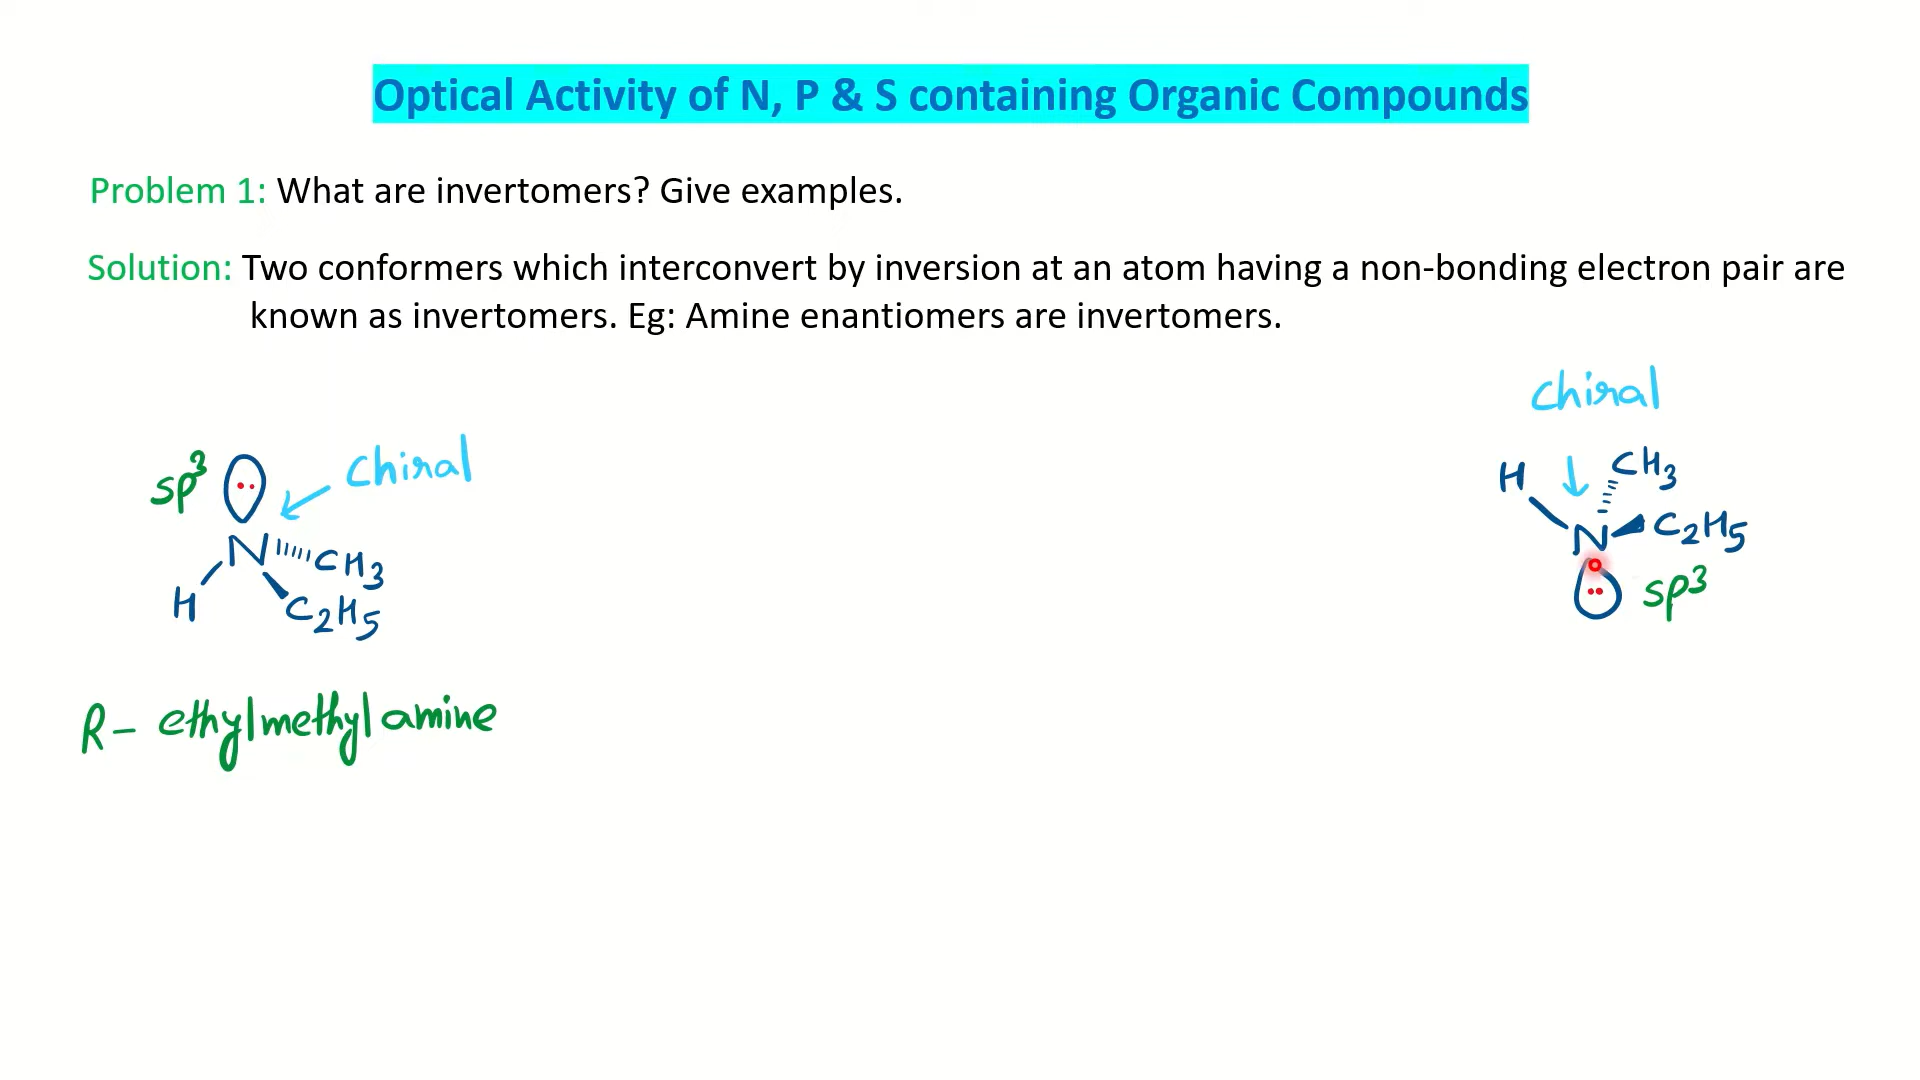 Optical Activity of N, P & S containing Organic Compounds
Problem 1: What are invertomers? Give examples.
Solution: Two conformers which interconvert by inversion at an atom having a non-bonding electron pair are
known as invertomers. Eg: Amine enantiomers are invertomers.
chiral
sp³
N
CH₃
H
C₂H₅
R- ethylmethylamine
chiral
H
CH₃
N
C₂H₅
sp³